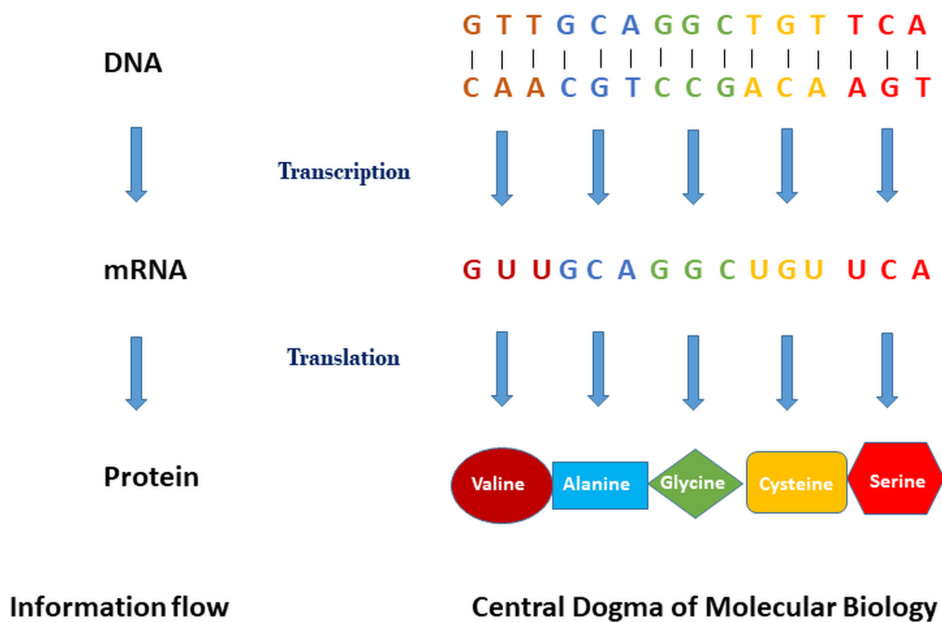 G T T G C A G G C T G T T C A
DNA
C A A C G T C C G A C A A G T
Transcription
mRNA
G U U G C A G G C U G U U C A
Translation
Protein
Valine Alanine Glycine Cysteine Serine
Information flow
Central Dogma of Molecular Biology